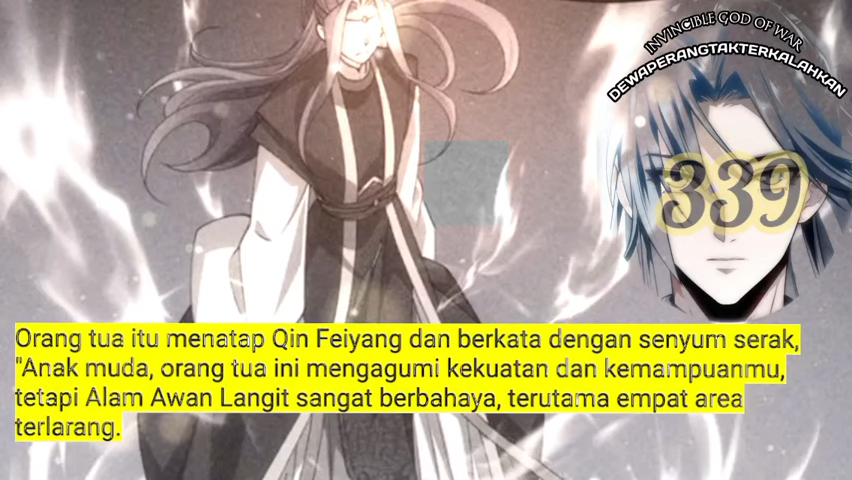 INVINCIBLE GOD OF WAR
DEWAPERANGTAKTERKALAHKAN
339
Orang tua itu menatap Qin Feiyang dan berkata dengan senyum serak,
"Anak muda, orang tua ini mengagumi kekuatan dan kemampuanmu,
tetapi Alam Awan Langit sangat berbahaya, terutama empat area
terlarang.